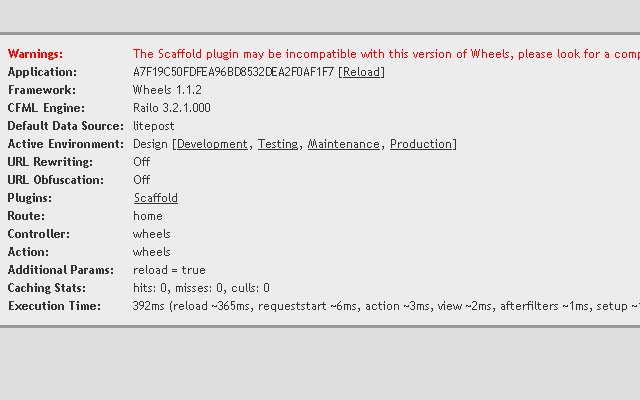 Warnings: The Scaffold plugin may be incompatible with this version of Wheels, please look for a comp
Application: A7F19C50FDFEA96BD8532DEA2F0AF1F7 [Reload]
Framework: Wheels 1.1.2
CFML Engine: Railo 3.2.1.000
Default Data Source: litepost
Active Environment: Design [Development, Testing, Maintenance, Production]
URL Rewriting: Off
URL Obfuscation: Off
Plugins: Scaffold
Route: home
Controller: wheels
Action: wheels
Additional Params: reload = true
Caching Stats: hits: 0, misses: 0, culls: 0
Execution Time: 392ms (reload ~365ms, requeststart ~6ms, action ~3ms, view ~2ms, afterfilters ~1ms, setup ~